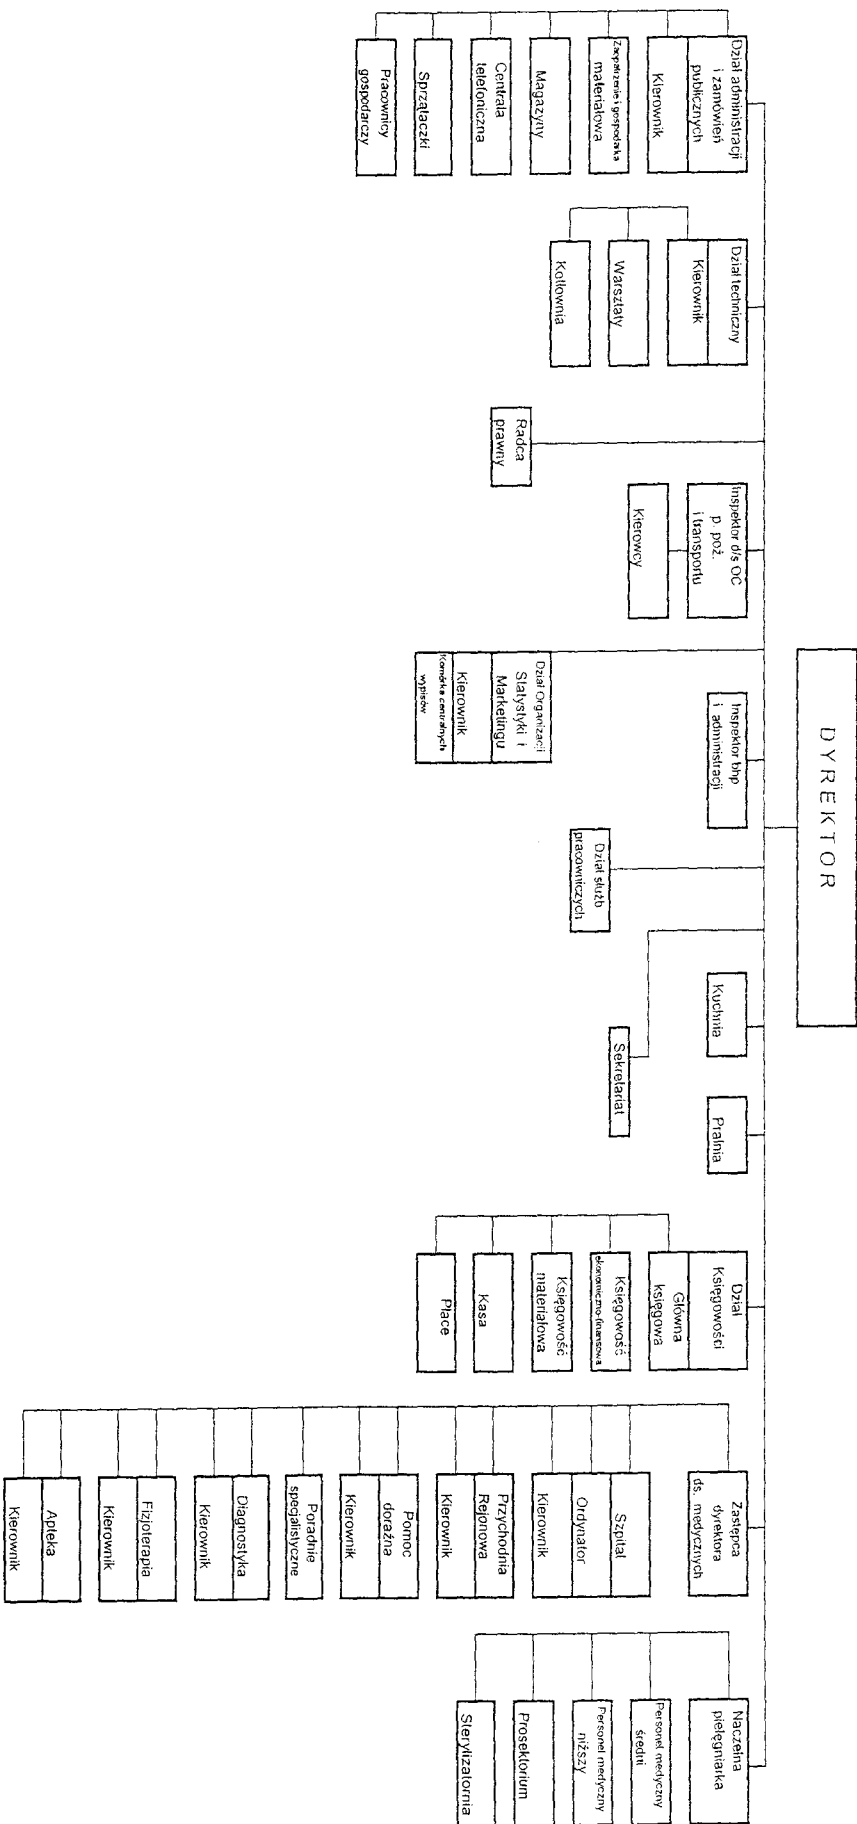 DYREKTOR
Dział administracji
i zamówień
publicznych
Kierownik
Zaopatrzenie i gospodarka
materiałowa
Magazyny
Centrala
telefoniczna
Sprzątaczki
Pracownicy
gospodarczy
Dział techniczny
Kierownik
Warsztaty
Kotłownia
Radca
prawny
Inspektor d/s OC
p. poż.
i transportu
Kierowcy
Dział Organizacji
Statystyki i
Marketingu
Kierownik
Komórka centralnych
wypisów
Inspektor bhp
i administracji
Dział służb
pracowniczych
Sekretariat
Kuchnia
Pralnia
Dział
Księgowości
Główna
księgowa
Księgowość
ekonomiczno-finansowa
Księgowość
materiałowa
Kasa
Płace
Zastępca
dyrektora
ds. medycznych
Szpital
Ordynator
Kierownik
Przychodnia
Rejonowa
Kierownik
Pomoc
doraźna
Kierownik
Poradnie
specjalistyczne
Diagnostyka
Kierownik
Fizjoterapia
Kierownik
Apteka
Kierownik
Naczelna
pielęgniarka
Personel medyczny
średni
Personel medyczny
niższy
Prosektorium
Sterylizatornia